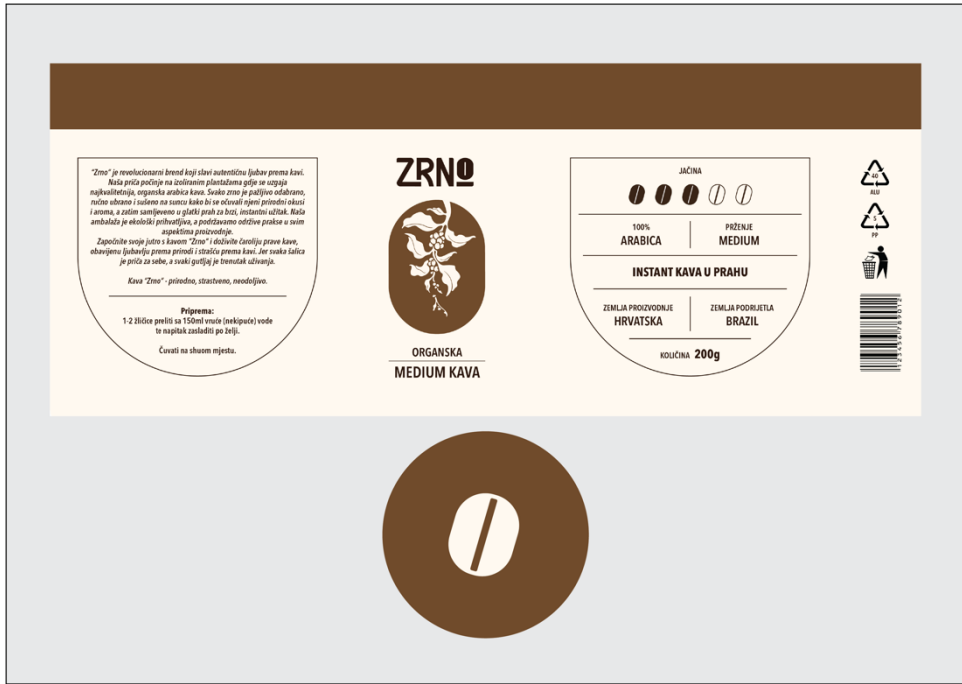 "Zrno" je revolucionarni brend koji slavi autentičnu ljubav prema kavi.
Naša priča počinje na izoliranim plantažama gdje se uzgaja
najkvalitetnija, organska arabica kava. Svako zrno je pažljivo odabrano,
ručno ubrano i sušeno na suncu kako bi se očuvali njeni prirodni okusi
i aroma, a zatim samljeveno u glatki prah za brzi, instantni užitak. Naša
ambalaža je ekološki prihvatljiva, a podržavamo održive prakse u svim
aspektima proizvodnje.
Započnite svoje jutro s kavom "Zrno" i doživite čaroliju prave kave,
obavijenu ljubavlju prema prirodi i strašću prema kavi. Jer svaka šalica
je priča za sebe, a svaki gutljaj je trenutak uživanja.
Kava "Zrno" - prirodno, strastveno, neodoljivo.
Priprema:
1-2 žličice preliti sa 150ml vruće (nekipuće) vode
te napitak zasladiti po želji.
Čuvati na shuom mjestu.
ZRNO
ORGANSKA
MEDIUM KAVA
JAČINA
100%
ARABICA
PRŽENJE
MEDIUM
INSTANT KAVA U PRAHU
ZEMLJA PROIZVODNJE
HRVATSKA
ZEMLJA PODRIJETLA
BRAZIL
KOLIČINA 200g
40
ALU
5
PP
123456789012